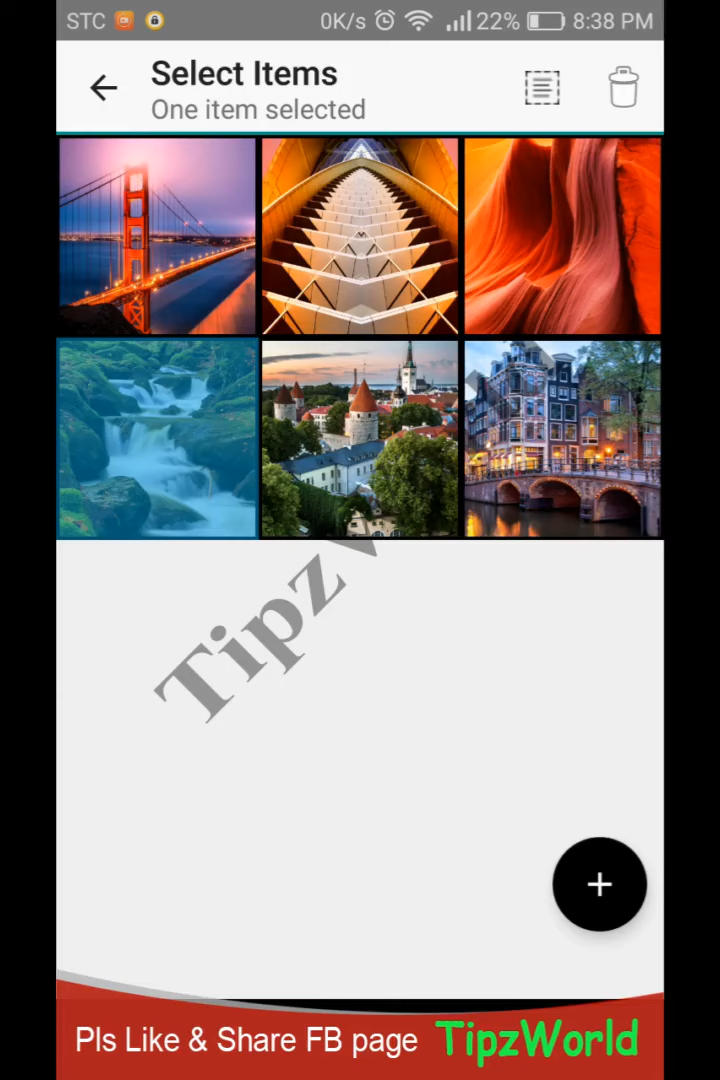 STC 0K/s 22% 8:38 PM
Select Items
One item selected
Tipz
Pls Like & Share FB page TipzWorld